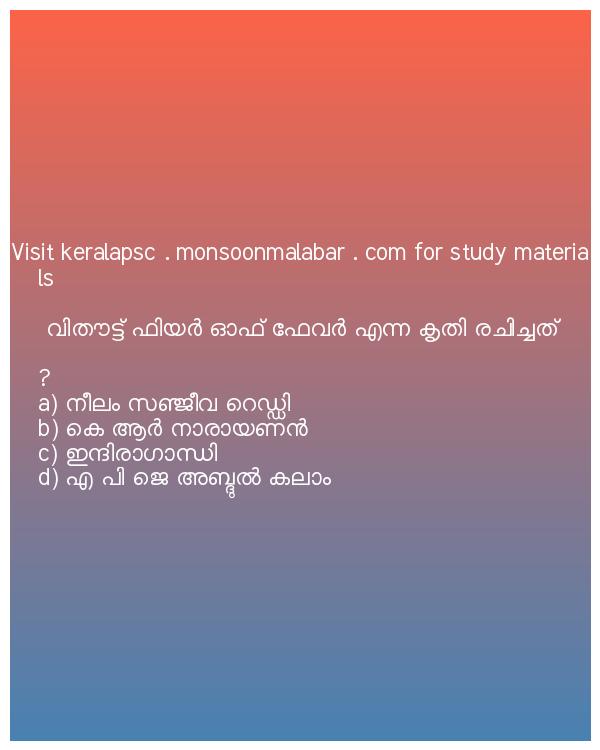 Visit keralapsc . monsoonmalabar . com for study materia
ls
വിതൗട്ട് ഫിയർ ഓഫ് ഫേവർ എന്ന കൃതി രചിച്ചത്
?
a) നീലം സഞ്ജീവ റെഡ്ഡി
b) കെ ആർ നാരായണൻ
c) ഇന്ദിരാഗാന്ധി
d) എ പി ജെ അബ്ദുൽ കലാം